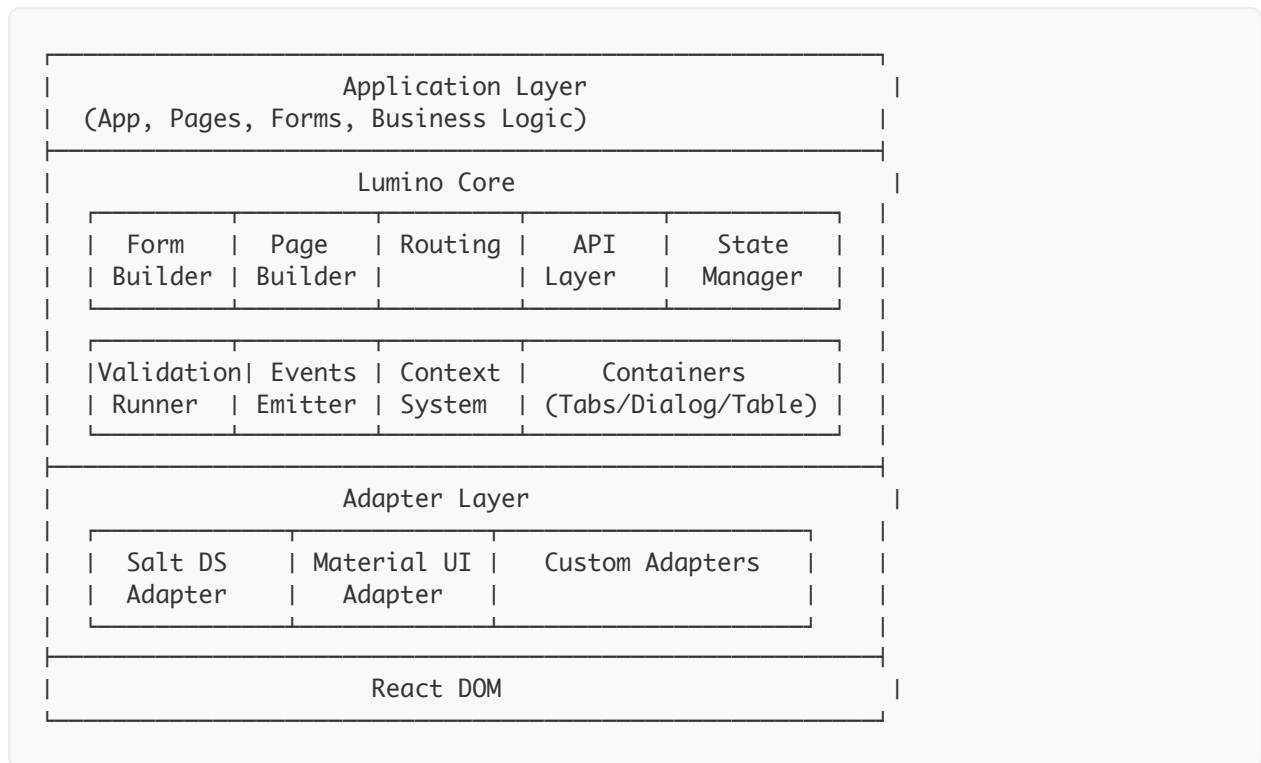 Application Layer
(App, Pages, Forms, Business Logic)
Lumino Core
Form | Page | Routing | API | State
Builder | Builder | | Layer | Manager
|Validation| Events | Context | Containers
Runner | Emitter | System | (Tabs/Dialog/Table) |
Adapter Layer
Salt DS | Material UI | Custom Adapters
Adapter | Adapter |
React DOM